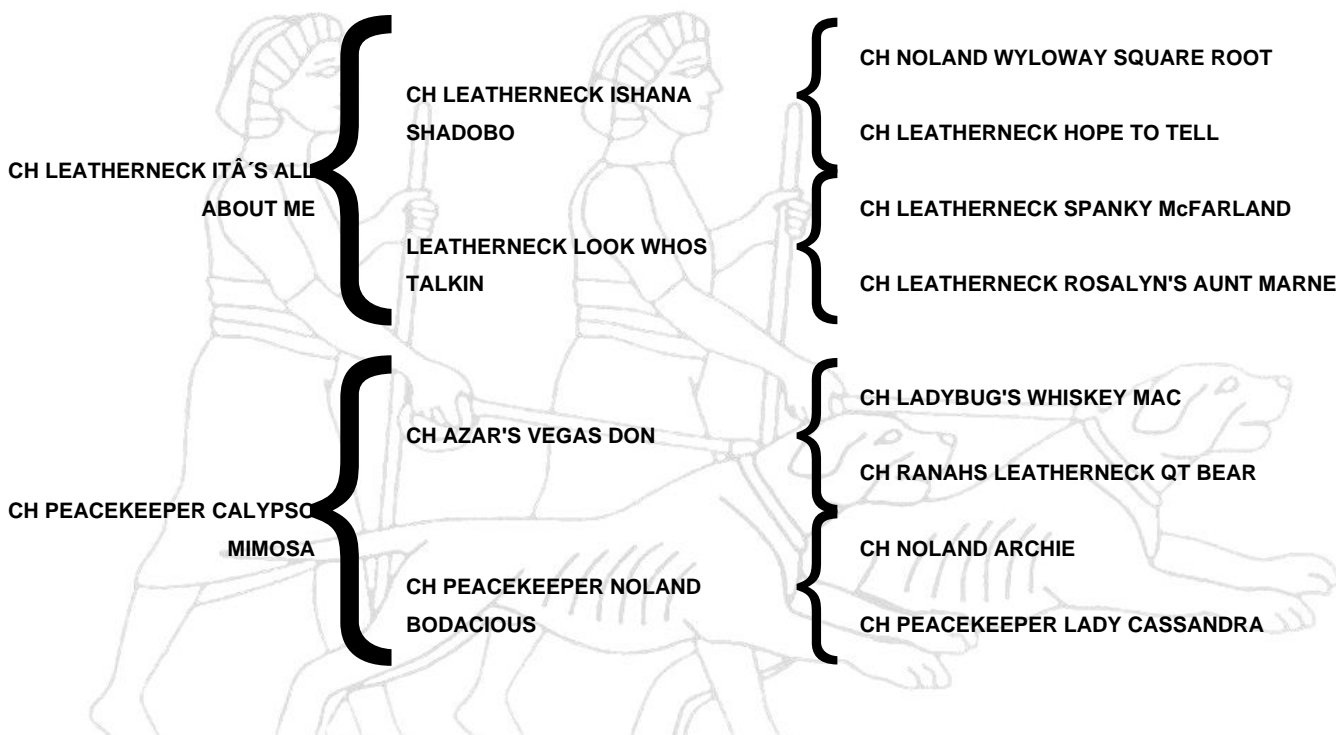 CH LEATHERNECK ITÂ´S ALL
ABOUT ME
CH PEACEKEEPER CALYPSO
MIMOSA
CH LEATHERNECK ISHANA
SHADOBO
LEATHERNECK LOOK WHOS
TALKIN
CH AZAR'S VEGAS DON
CH PEACEKEEPER NOLAND
BODACIOUS
CH NOLAND WYLOWAY SQUARE ROOT
CH LEATHERNECK HOPE TO TELL
CH LEATHERNECK SPANKY McFARLAND
CH LEATHERNECK ROSALYN'S AUNT MARNE
CH LADYBUG'S WHISKEY MAC
CH RANAHS LEATHERNECK QT BEAR
CH NOLAND ARCHIE
CH PEACEKEEPER LADY CASSANDRA